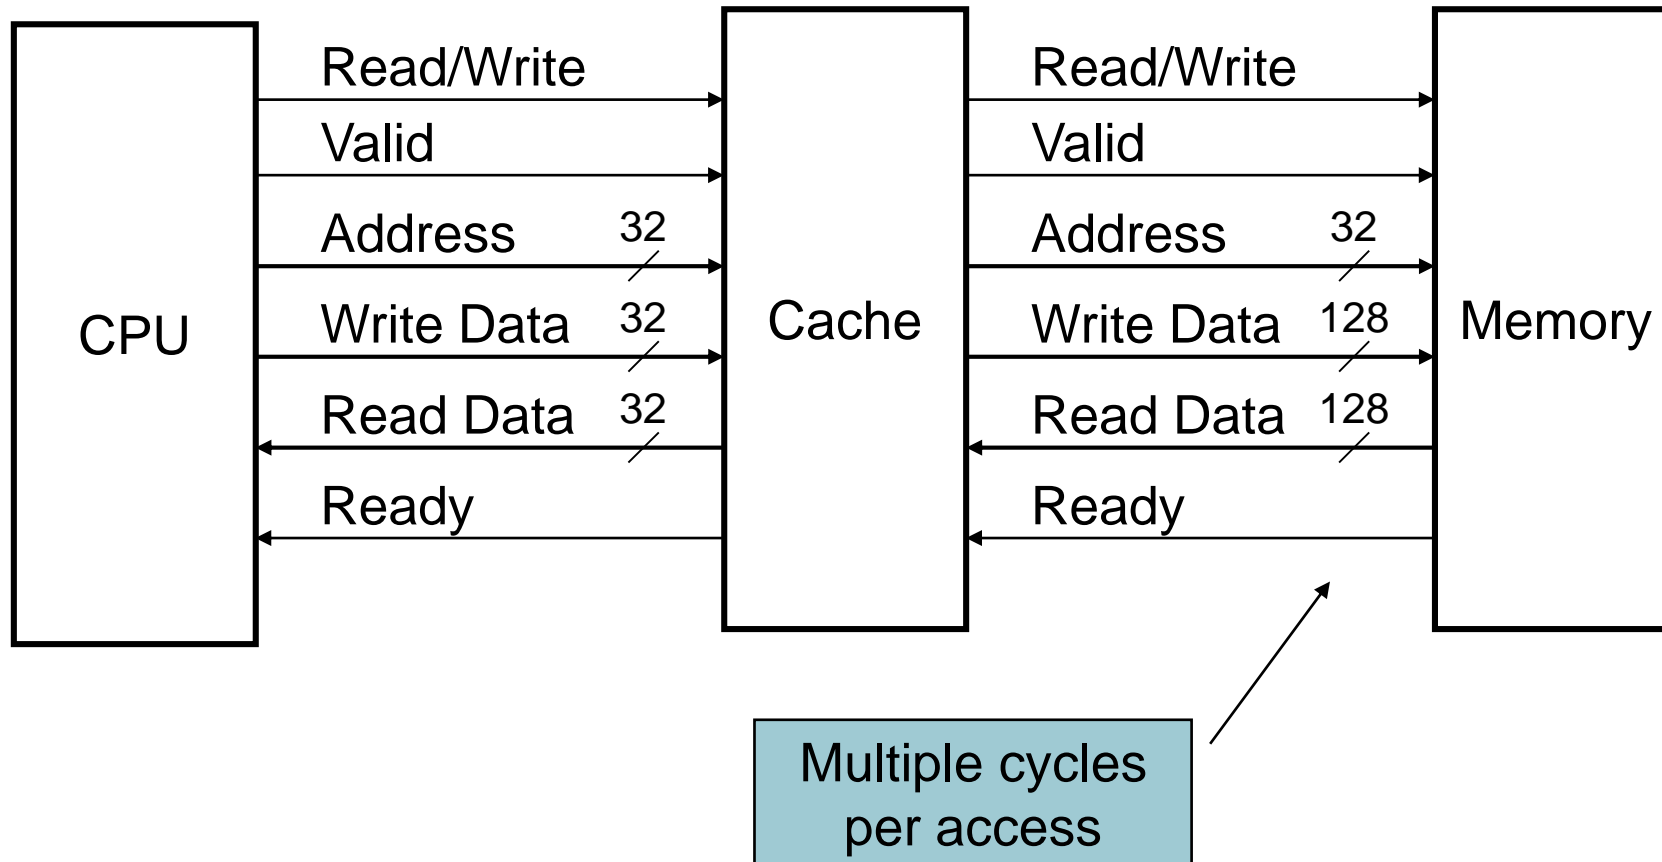 Read/Write
Read/Write
Valid
Valid
Address 32
Address 32
CPU
Write Data 32
Cache
Write Data 128
Memory
Read Data 32
Read Data 128
Ready
Ready
Multiple cycles
per access